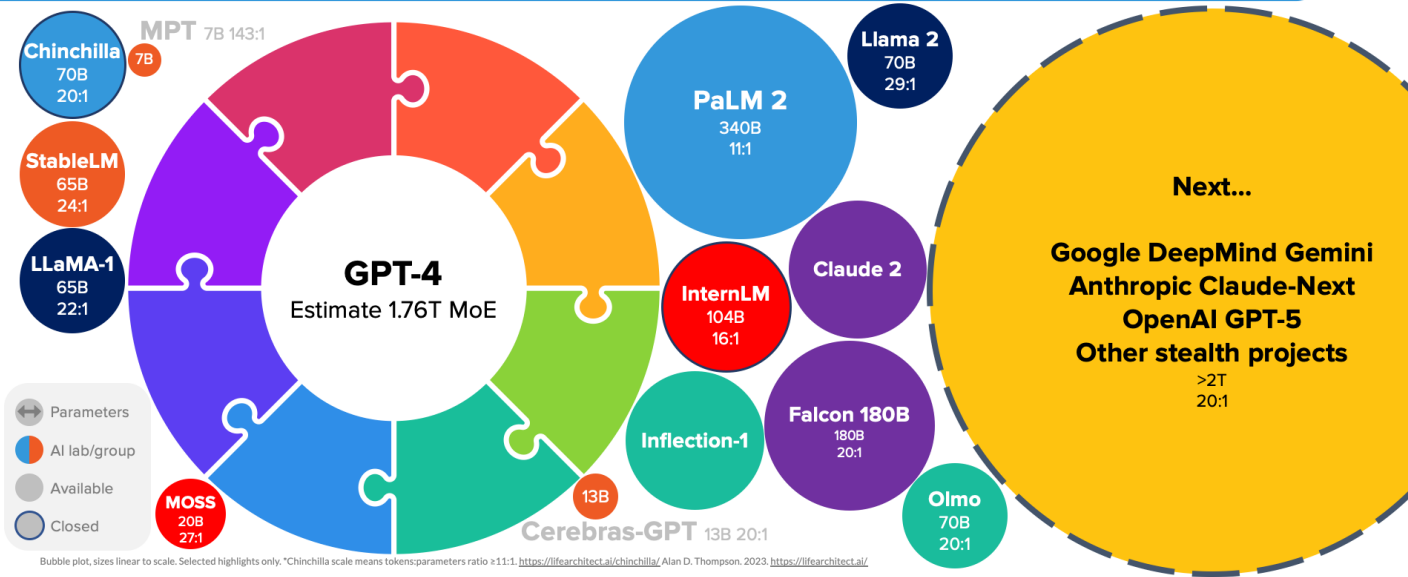 MPT 7B 143:1
7B
Chinchilla
70B
20:1
StableLM
65B
24:1
LLaMA-1
65B
22:1
GPT-4
Estimate 1.76T MoE
PaLM 2
340B
11:1
Llama 2
70B
29:1
Claude 2
InternLM
104B
16:1
Inflection-1
Falcon 180B
180B
20:1
Olmo
70B
20:1
Next...
Google DeepMind Gemini
Anthropic Claude-Next
OpenAI GPT-5
Other stealth projects
>2T
20:1
Parameters
AI lab/group
Available
Closed
MOSS
20B
27:1
13B
Cerebras-GPT 13B 20:1
Bubble plot, sizes linear to scale. Selected highlights only. *Chinchilla scale means tokens:parameters ratio ≥11:1. https://lifearchitect.ai/chinchilla/ Alan D. Thompson. 2023. https://lifearchitect.ai/